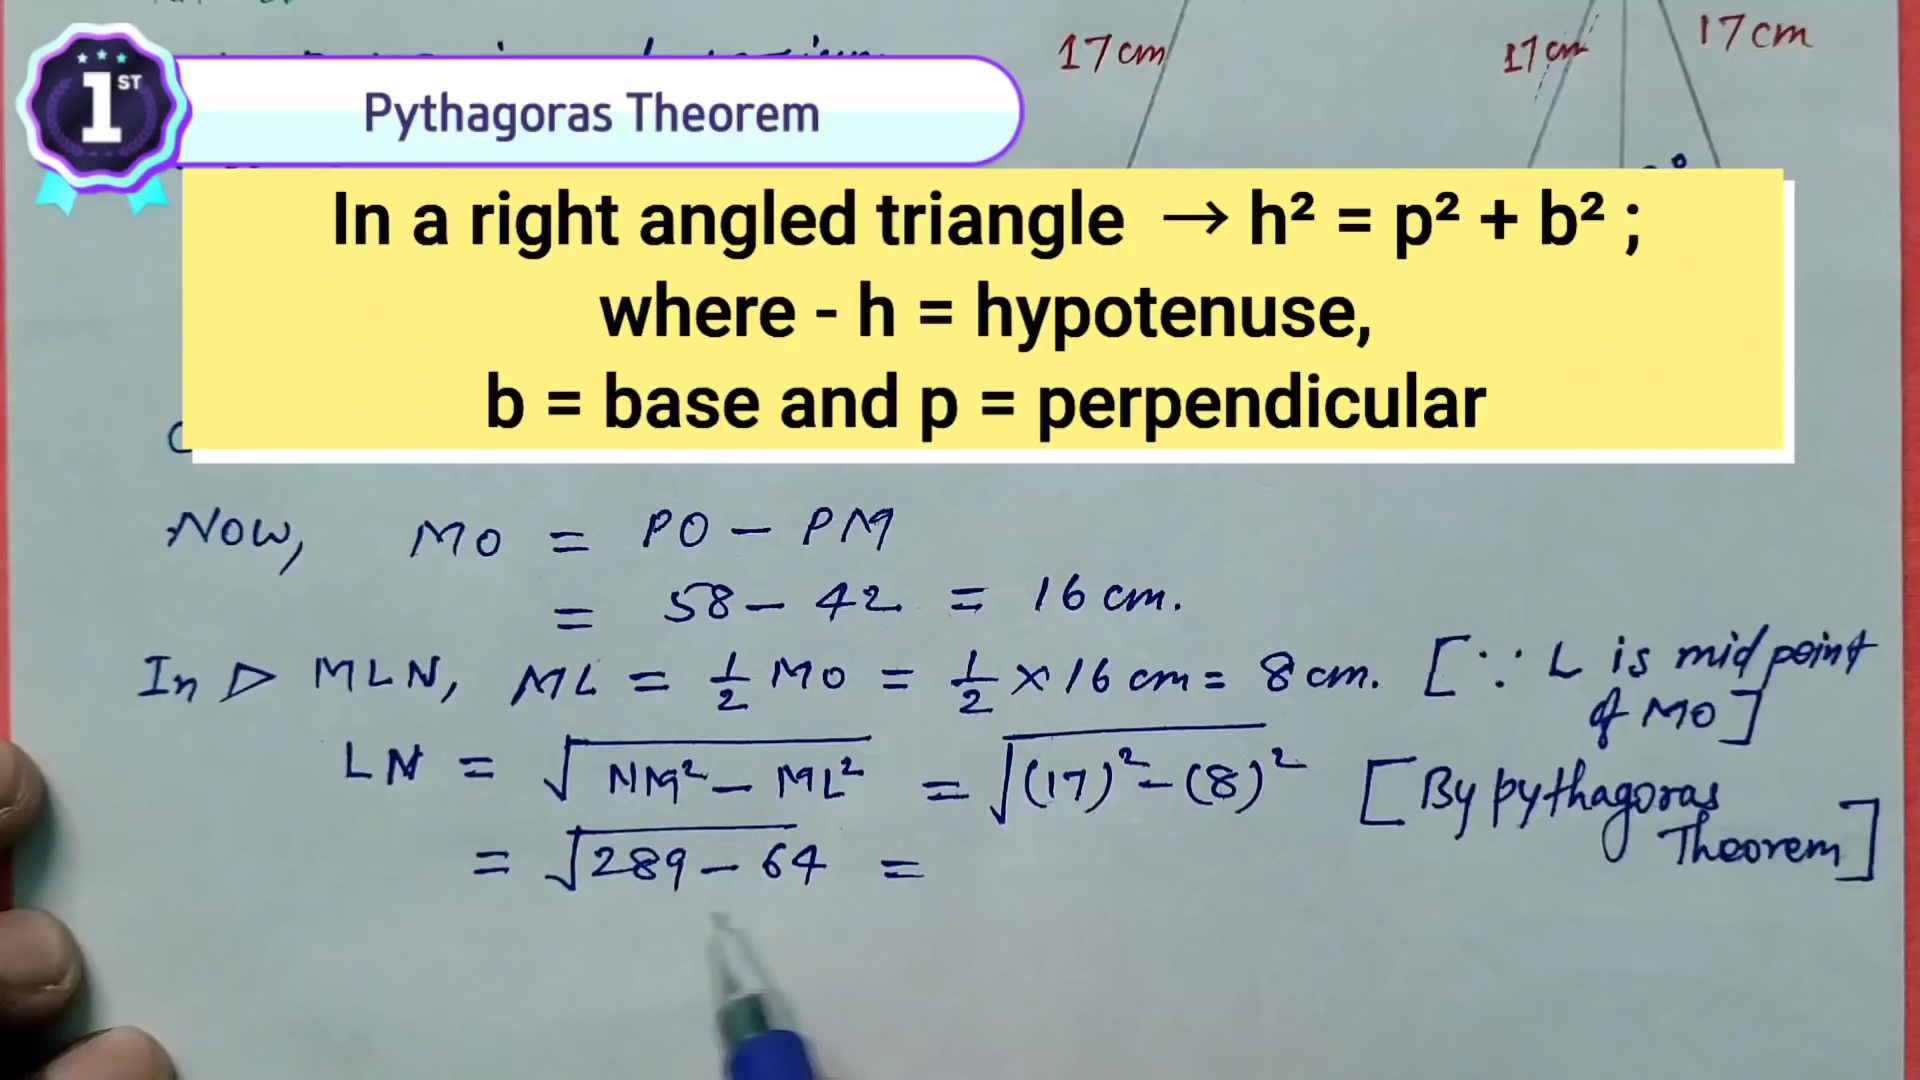 17 cm
17 cm
17 cm
1ST
Pythagoras Theorem
In a right angled triangle → h² = p² + b² ;
where - h = hypotenuse,
b = base and p = perpendicular
Now, MO = PO - PM
= 58 - 42 = 16 cm.
In ▷ MLN, ML = 1/2 MO = 1/2 × 16 cm = 8 cm. [∵ L is mid point
of MO]
LN = √NM² - ML² = √(17)² - (8)² [By pythagoras
Theorem]
= √289 - 64 =